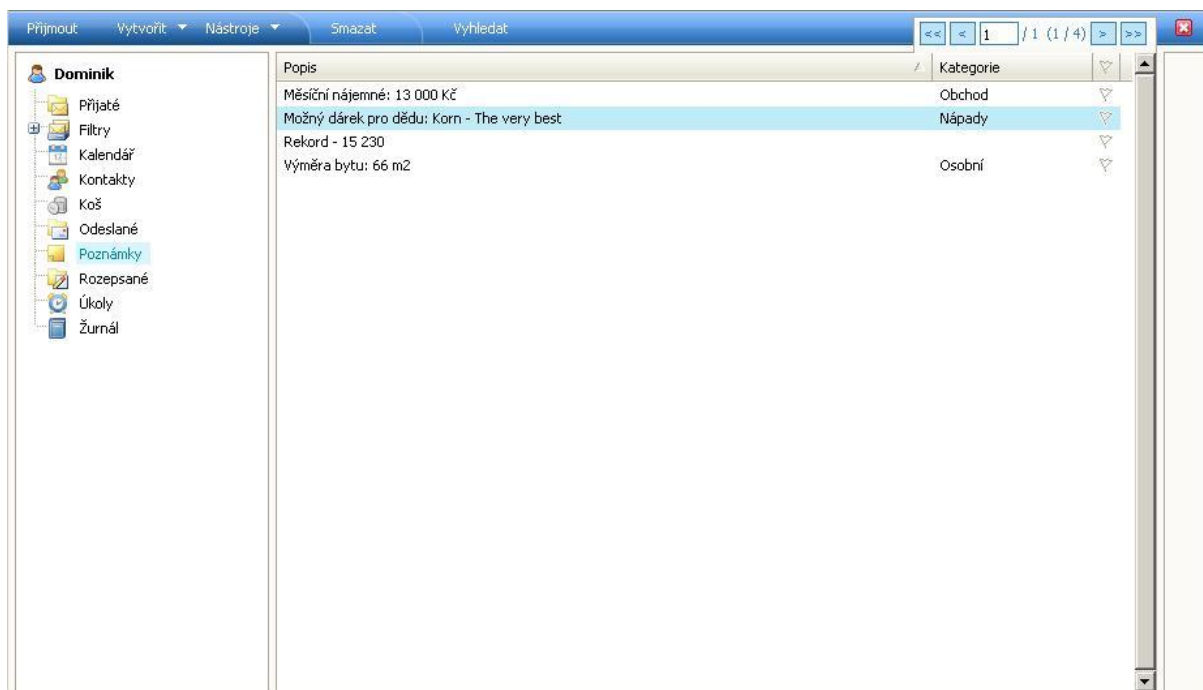 Přijmout Vytvořit Nástroje Smazat Vyhledat << < 1 / 1 (1 / 4) > >>
Dominik
Přijaté
Filtry
Kalendář
Kontakty
Koš
Odeslané
Poznámky
Rozepsané
Úkoly
Žurnál
Popis Kategorie
Měsíční nájemné: 13 000 Kč Obchod
Možný dárek pro dědu: Korn - The very best Nápady
Rekord - 15 230
Výměra bytu: 66 m2 Osobní